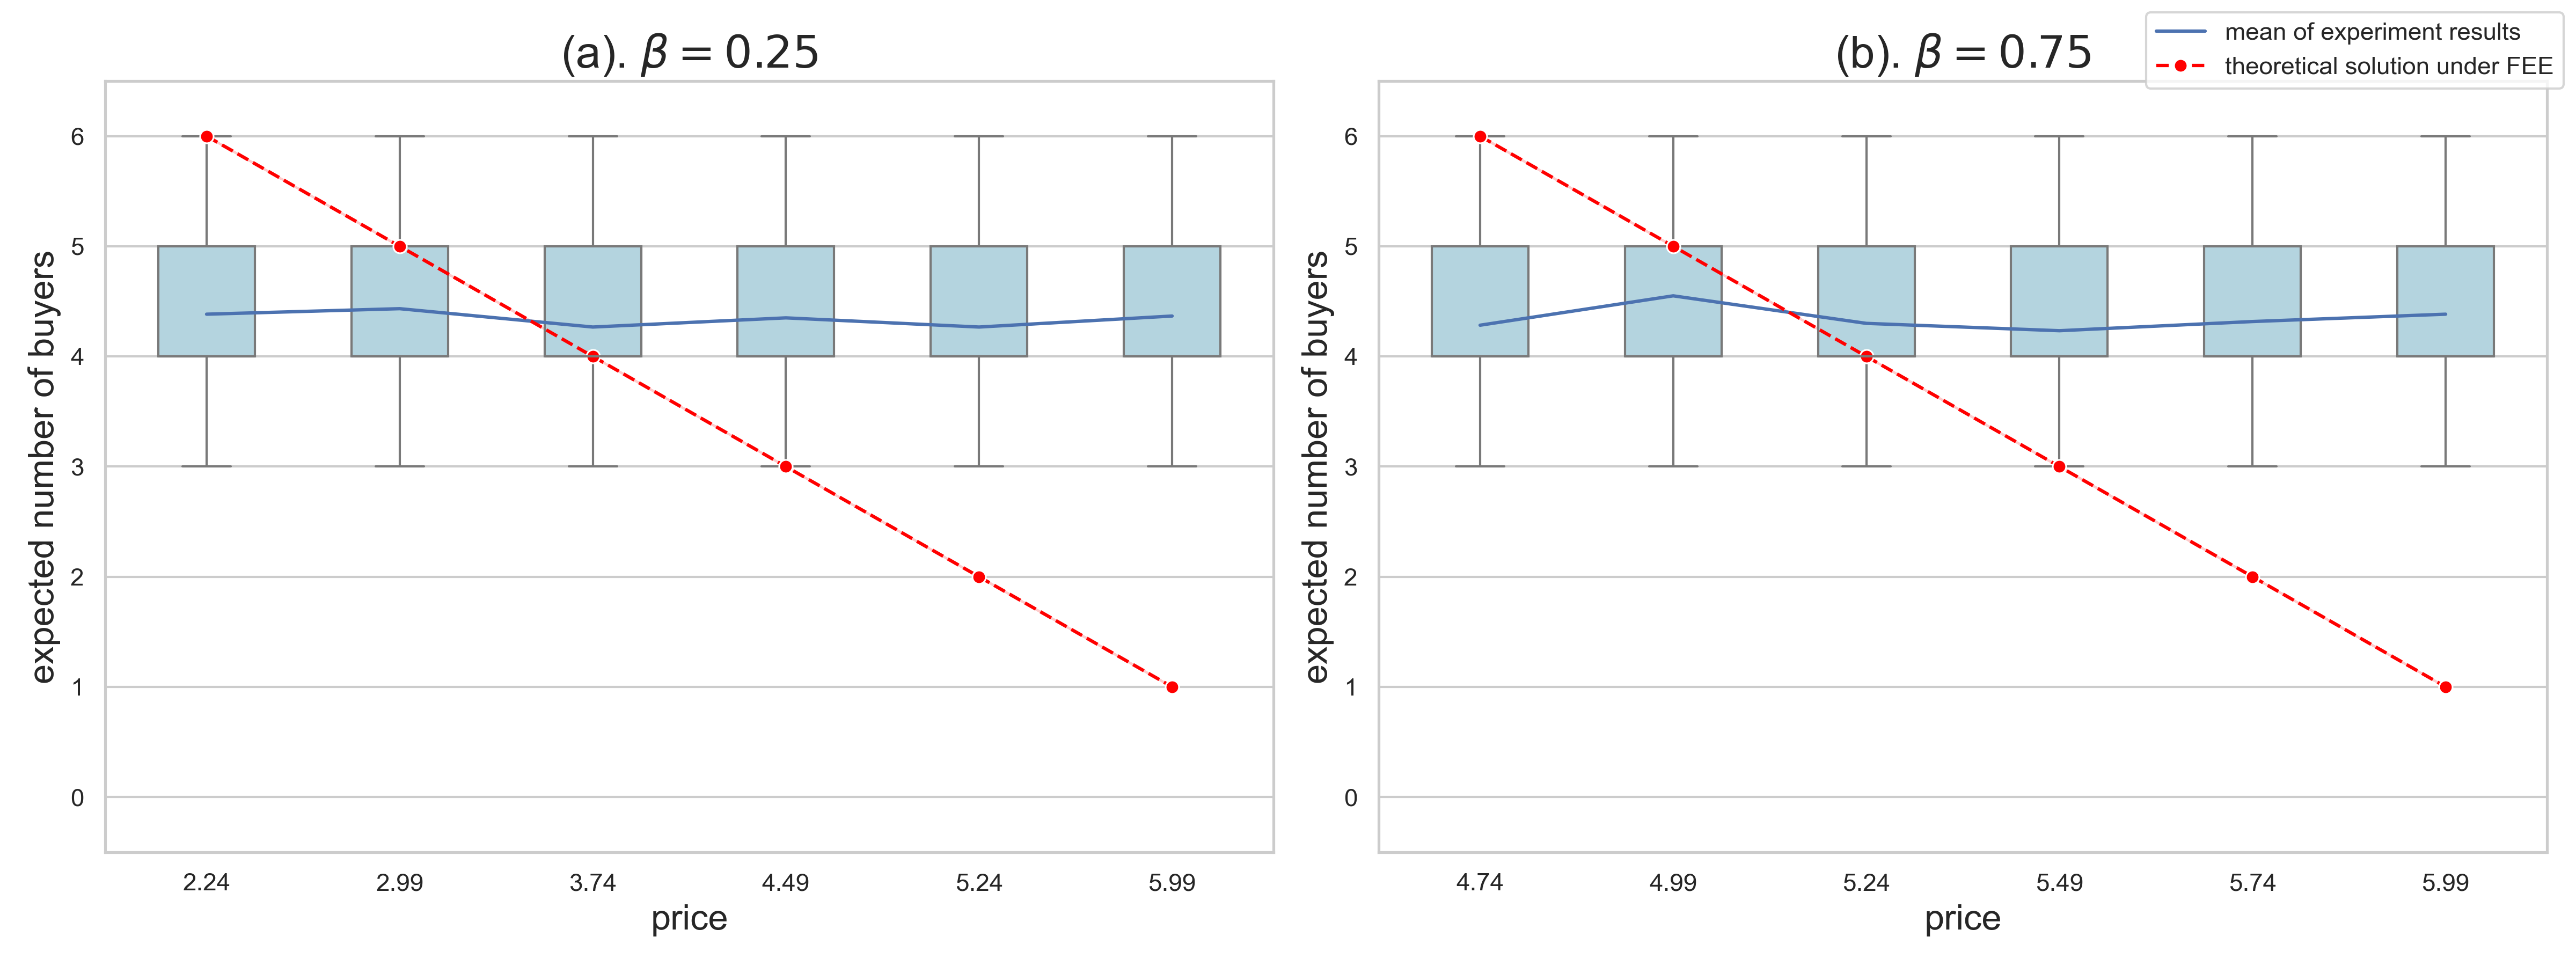 (a). β = 0.25
(b). β = 0.75
mean of experiment results
theoretical solution under FEE
expected number of buyers
6
5
4
3
2
1
0
2.24 2.99 3.74 4.49 5.24 5.99
price
expected number of buyers
6
5
4
3
2
1
0
4.74 4.99 5.24 5.49 5.74 5.99
price